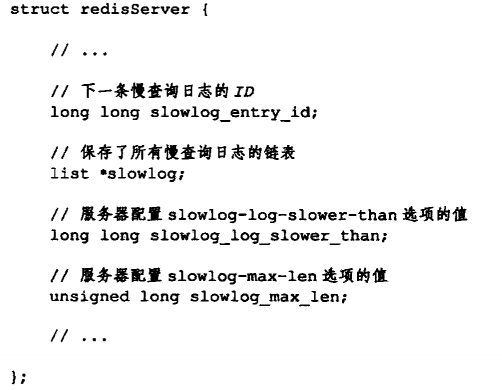 struct redisServer {
// ...
// 下一条慢查询日志的 ID
long long slowlog_entry_id;
// 保存了所有慢查询日志的链表
list *slowlog;
// 服务器配置 slowlog-log-slower-than 选项的值
long long slowlog_log_slower_than;
// 服务器配置 slowlog-max-len 选项的值
unsigned long slowlog_max_len;
// ...
};